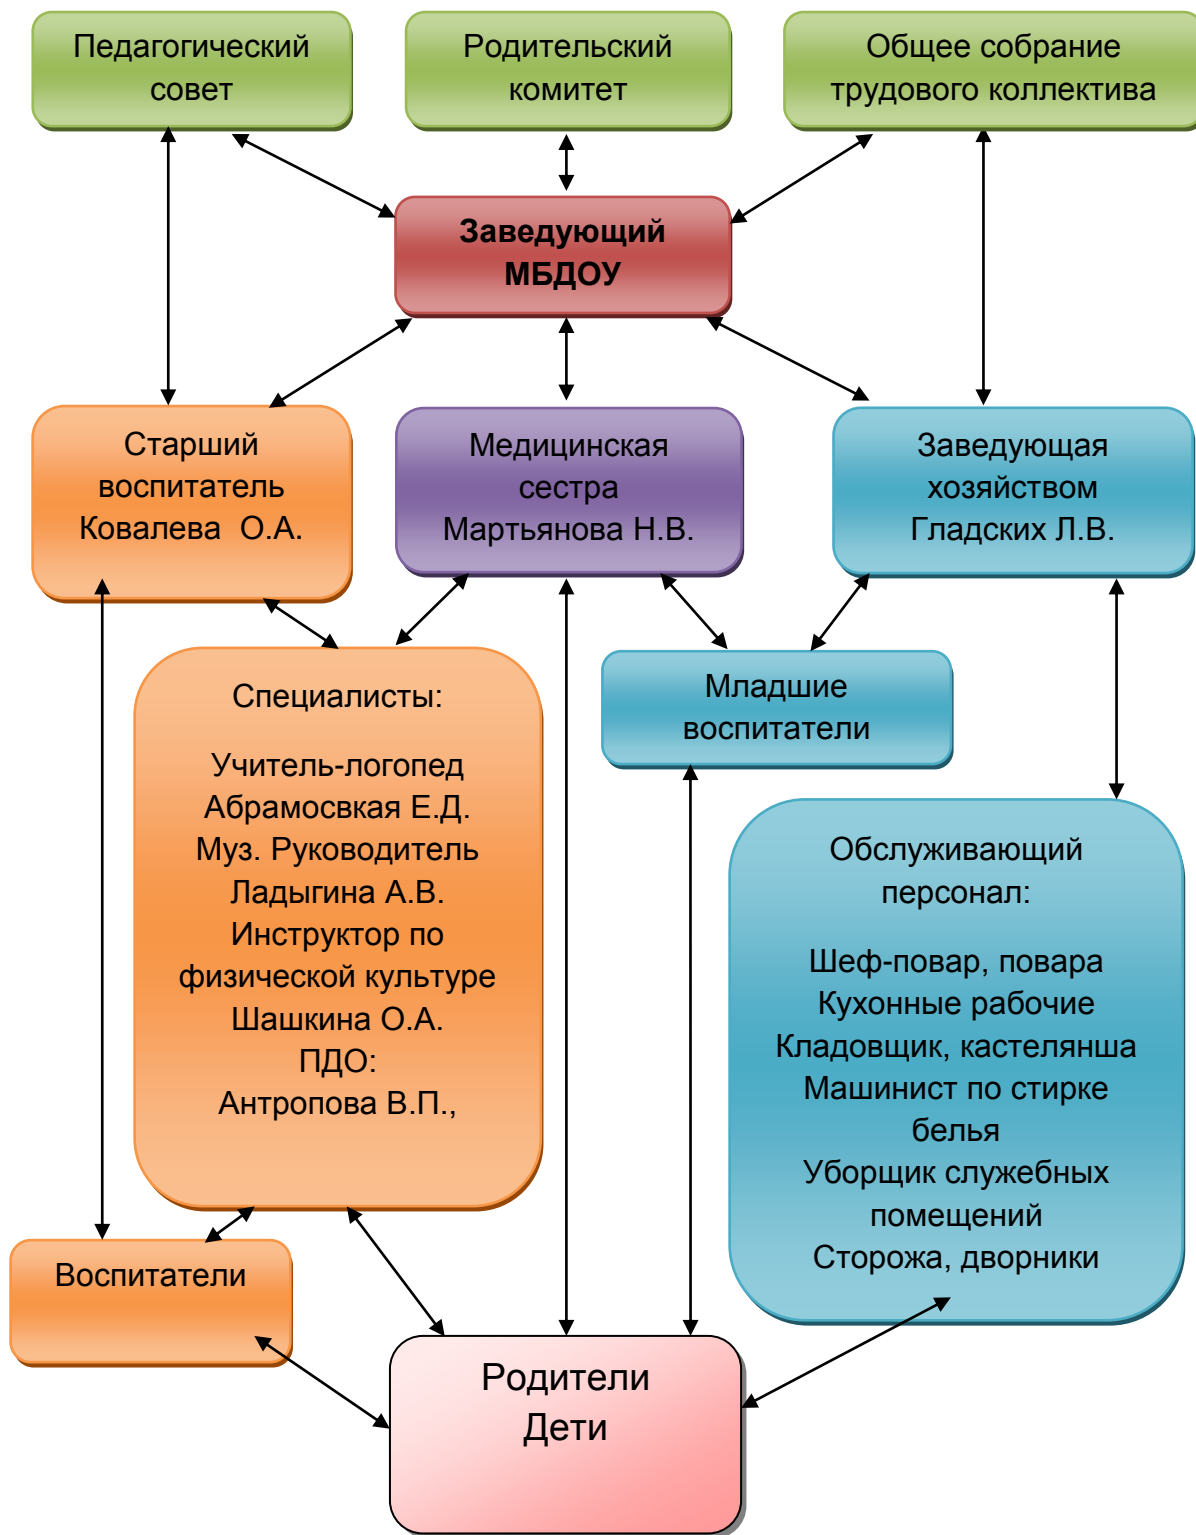 Педагогический
совет
Родительский
комитет
Общее собрание
трудового коллектива
Заведующий
МБДОУ
Старший
воспитатель
Ковалева О.А.
Медицинская
сестра
Мартьянова Н.В.
Заведующая
хозяйством
Гладских Л.В.
Специалисты:
Учитель-логопед
Абрамосвкая Е.Д.
Муз. Руководитель
Ладыгина А.В.
Инструктор по
физической культуре
Шашкина О.А.
ПДО:
Антропова В.П.,
Младшие
воспитатели
Обслуживающий
персонал:
Шеф-повар, повара
Кухонные рабочие
Кладовщик, кастелянша
Машинист по стирке
белья
Уборщик служебных
помещений
Сторожа, дворники
Воспитатели
Родители
Дети